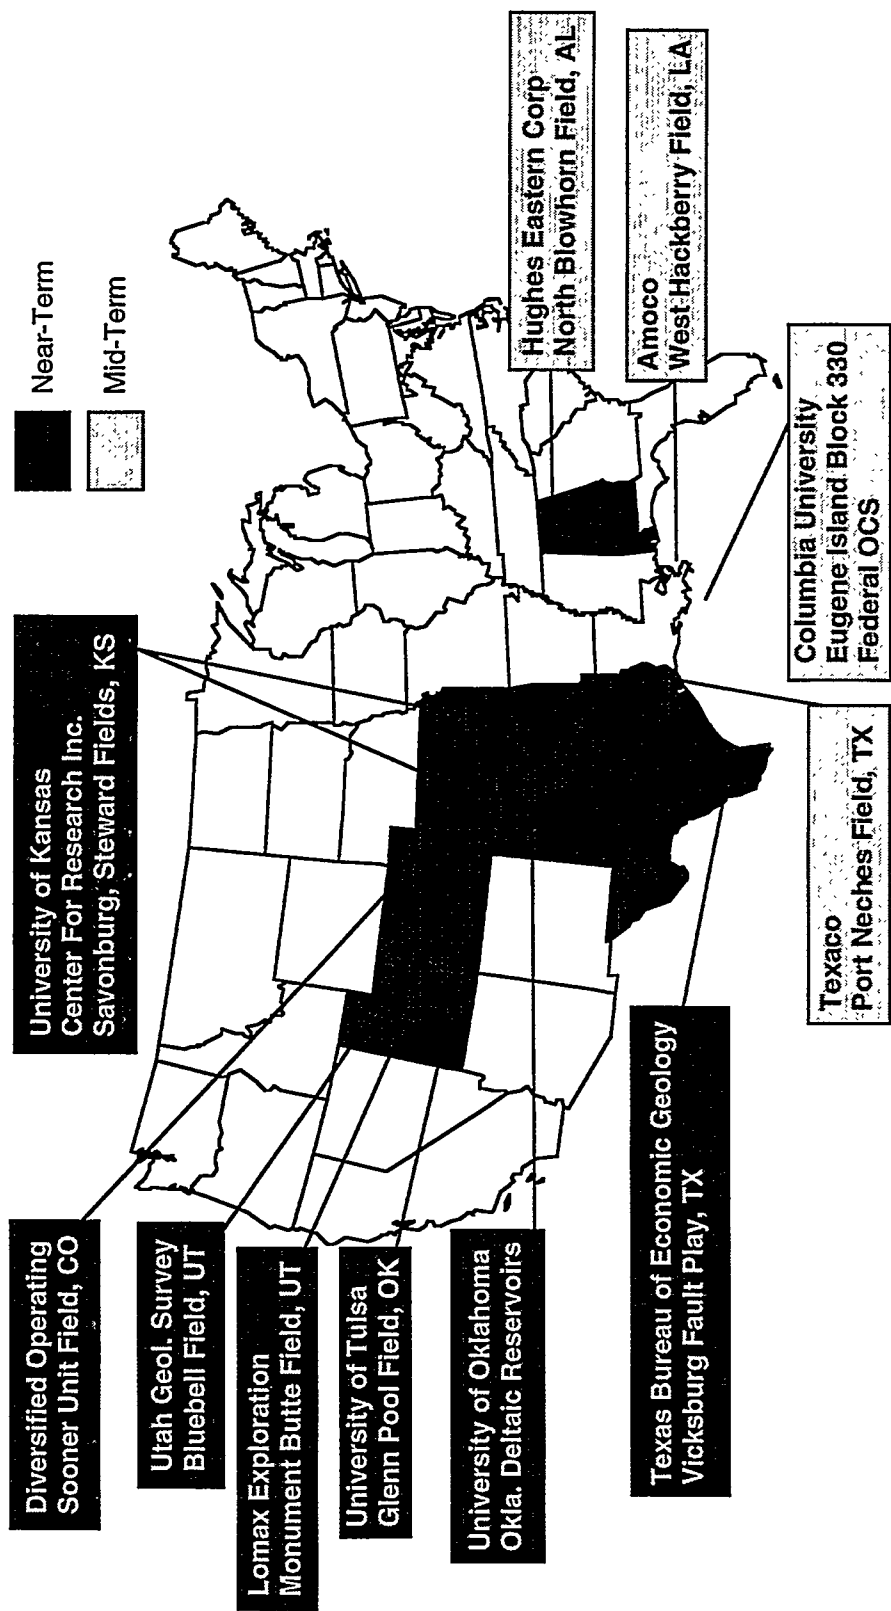 Diversified Operating
Sooner Unit Field, CO
Utah Geol. Survey
Bluebell Field, UT
Lomax Exploration
Monument Butte Field, UT
University of Tulsa
Glenn Pool Field, OK
University of Oklahoma
Okla. Deltaic Reservoirs
Texas Bureau of Economic Geology
Vicksburg Fault Play, TX
University of Kansas
Center For Research Inc.
Savonburg, Steward Fields, KS
Near-Term
Mid-Term
Hughes Eastern Corp
North Blowhorn Field, AL
Amoco
West Hackberry Field, LA
Columbia University
Eugene Island Block 330
Federal OCS
Texaco
Port Neches Field, TX